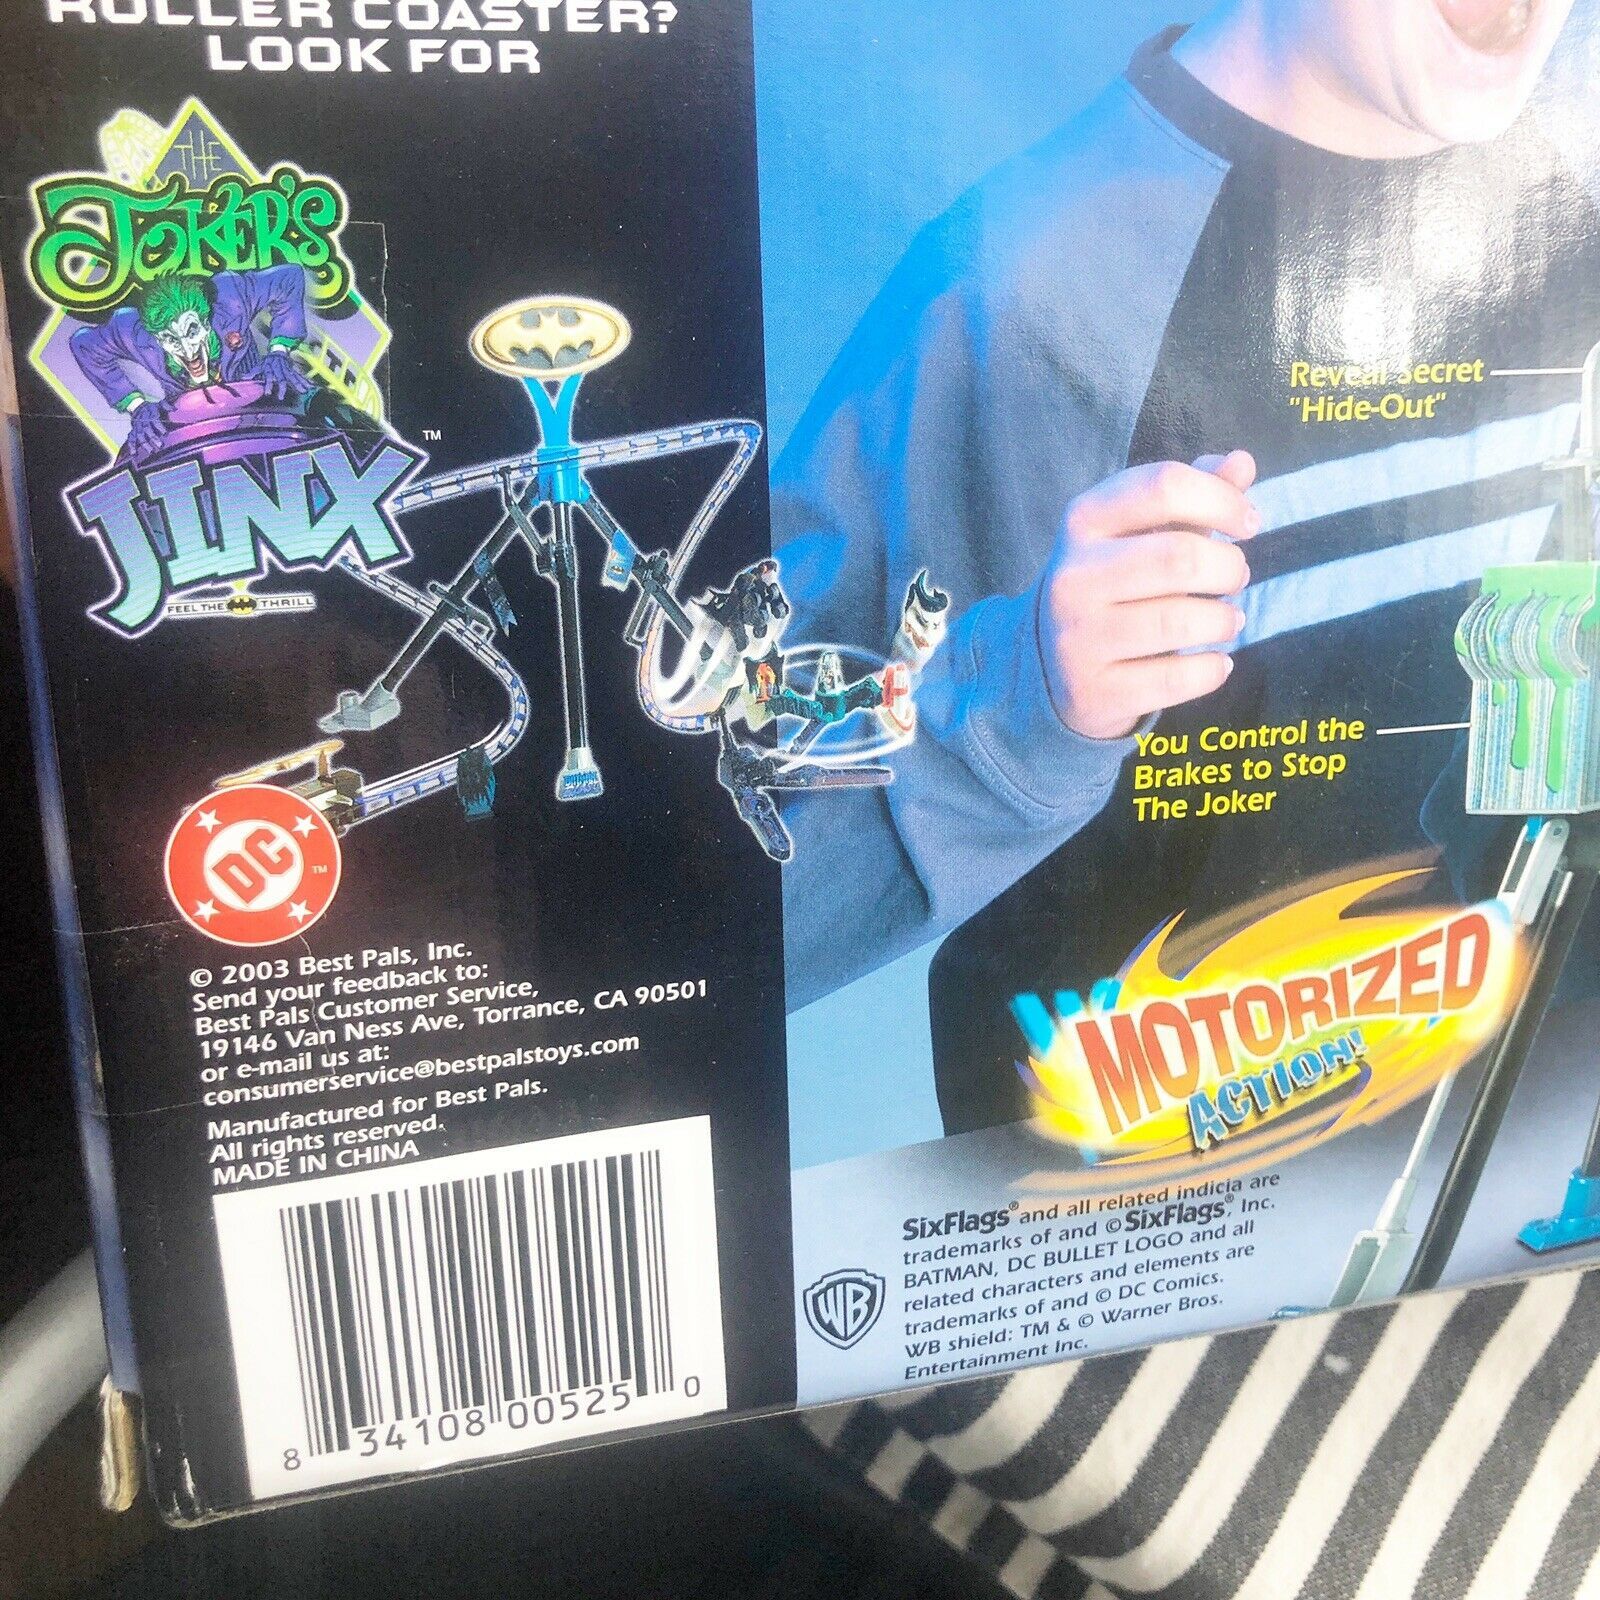 ROLLER COASTER?
LOOK FOR
THE
JOKER'S
JINX
TM
FEEL THE THRILL
DC
TM
© 2003 Best Pals, Inc.
Send your feedback to:
Best Pals Customer Service,
19146 Van Ness Ave, Torrance, CA 90501
or e-mail us at:
consumerservice@bestpalstoys.com
Manufactured for Best Pals.
All rights reserved.
MADE IN CHINA
8 34108 00525 0
Reveal Secret
"Hide-Out"
You Control the
Brakes to Stop
The Joker
MOTORIZED
ACTION!
WB
SixFlags® and all related indicia are
trademarks of and © SixFlags®, Inc.
BATMAN, DC BULLET LOGO and all
related characters and elements are
trademarks of and © DC Comics.
WB shield: TM & © Warner Bros.
Entertainment Inc.